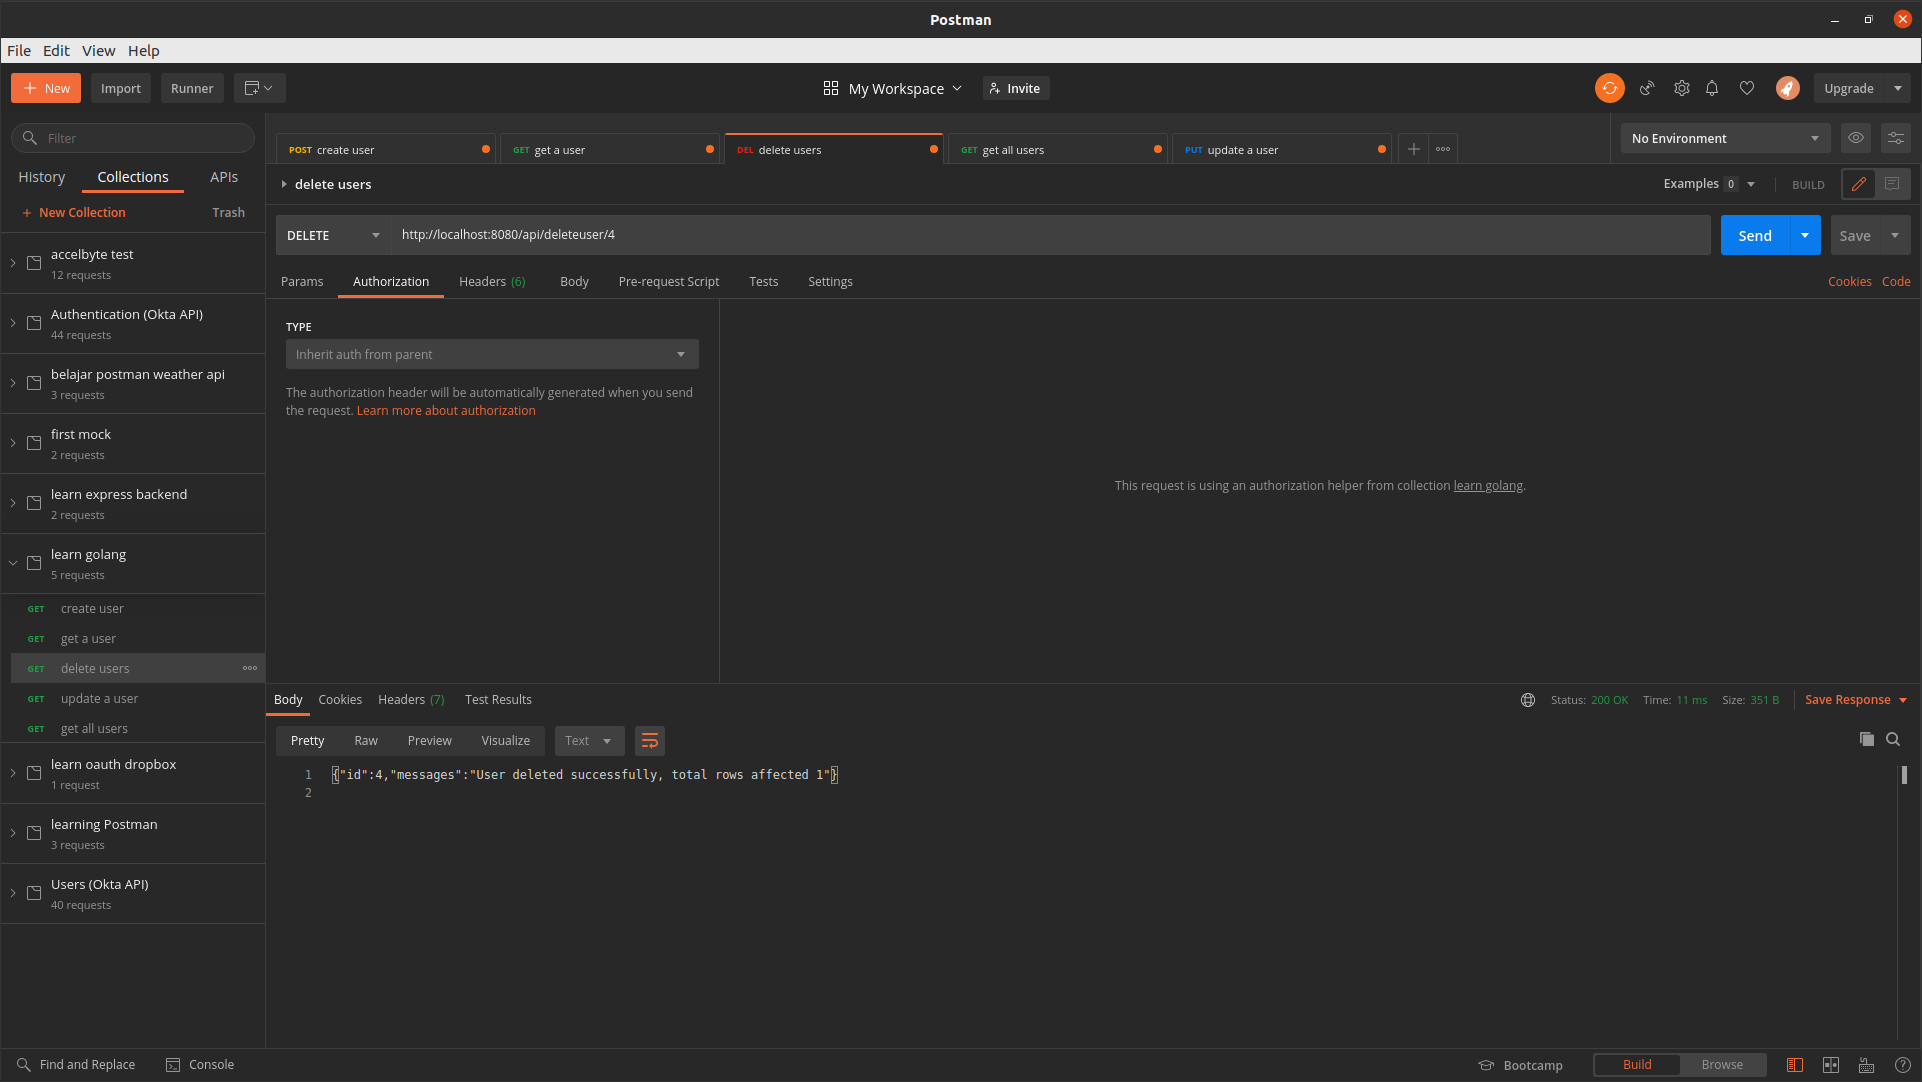 Postman
File Edit View Help
New Import Runner
My Workspace Invite
Upgrade
Filter
History Collections APIs
New Collection Trash
accelbyte test
12 requests
Authentication (Okta API)
44 requests
belajar postman weather api
3 requests
first mock
2 requests
learn express backend
2 requests
learn golang
5 requests
GET create user
GET get a user
GET delete users
GET update a user
GET get all users
learn oauth dropbox
1 request
learning Postman
3 requests
Users (Okta API)
40 requests
POST create user GET get a user DEL delete users GET get all users PUT update a user
No Environment
delete users
Examples 0 BUILD
DELETE http://localhost:8080/api/deleteuser/4
Send Save
Params Authorization Headers (6) Body Pre-request Script Tests Settings
Cookies Code
TYPE
Inherit auth from parent
The authorization header will be automatically generated when you send
the request. Learn more about authorization
This request is using an authorization helper from collection learn golang.
Body Cookies Headers (7) Test Results
Status: 200 OK Time: 11 ms Size: 351 B Save Response
Pretty Raw Preview Visualize Text
1 {"id":4,"messages":"User deleted successfully, total rows affected 1"}
2
Find and Replace Console
Bootcamp Build Browse